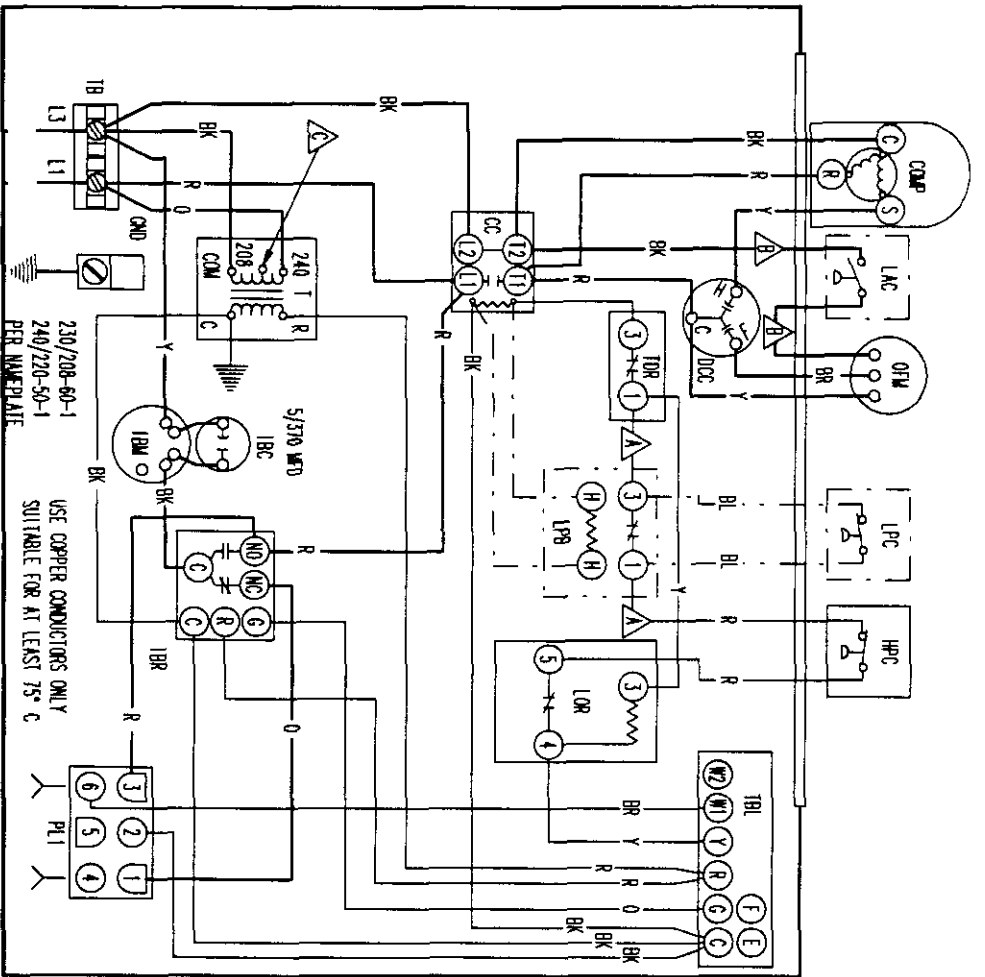 COMP
C
R
S
LAC
OFM
LPC
HPC
BK
R
Y
BK
B
B
R
BR
Y
H
F
C
DCC
CC
T2
T1
L2
L1
TDR
3
1
A
LPB
H
H
3
1
A
BL
BL
R
R
Y
LOR
5
3
4
TBL
W2
W1
Y
R
G
C
F
E
BR
Y
R
R
O
BK
BK
BK
TB
L3
L1
BK
BK
C
R
O
Y
GND
T
240
208
COM
C
R
BK
R
R
BK
5/370 MFD
IBC
IBM
BK
IBR
NO
NC
C
C
R
G
R
O
PL1
3
2
1
6
5
4
230/208-60-1
240/220-50-1
PER NAMEPLATE
USE COPPER CONDUCTORS ONLY
SUITABLE FOR AT LEAST 75° C